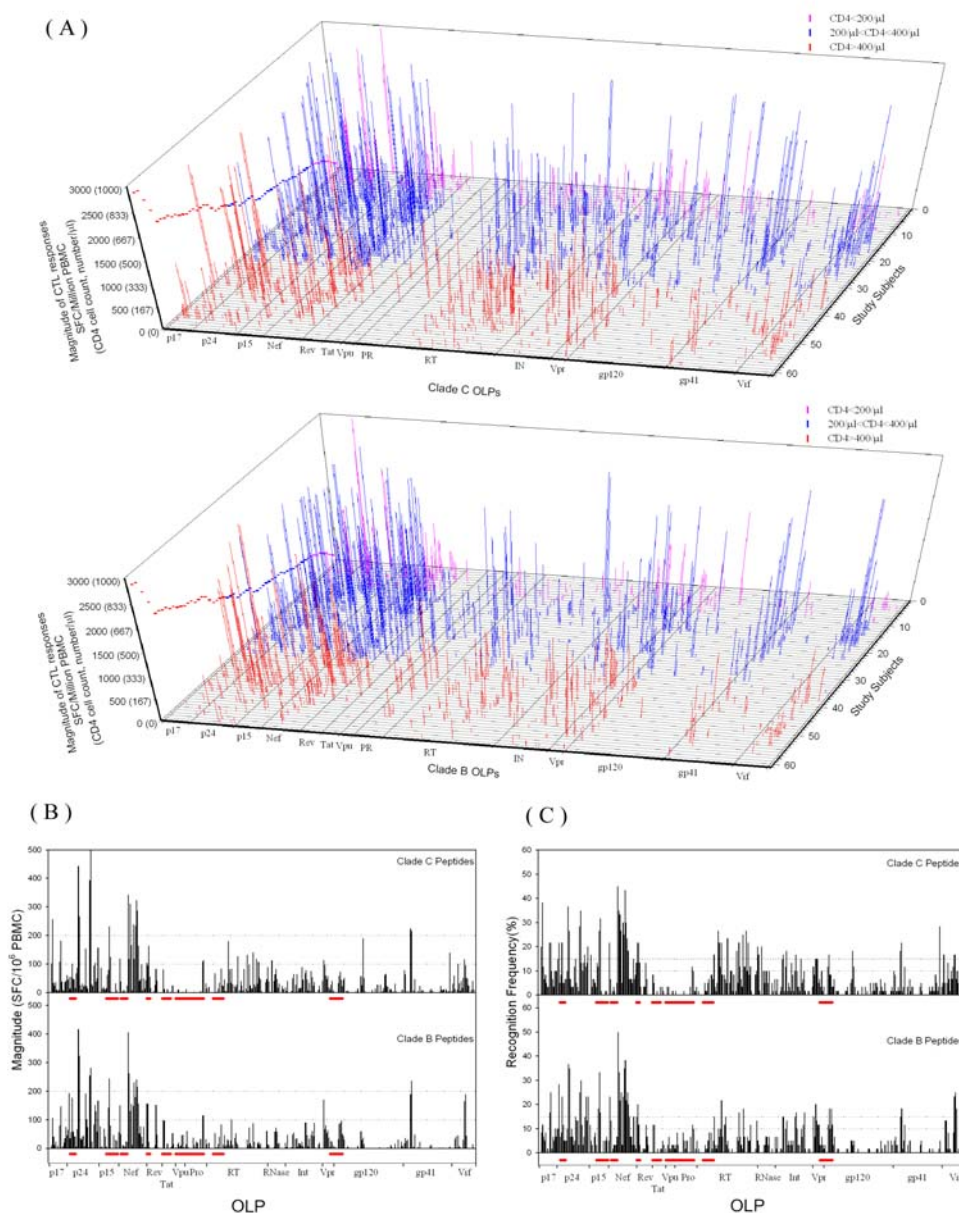 ( A )
CD4<200/µl
200/µl<CD4<400/µl
CD4>400/µl
3000 (1000)
2500 (833)
2000 (667)
1500 (500)
1000 (333)
500 (167)
0 (0)
Magnitude of CTL responses
SFC/Million PBMC
(CD4 cell count, number/µl)
p17 p24 p15 Nef Rev Tat Vpu PR RT IN Vpr gp120 gp41 Vif
Clade C OLPs
0 10 20 30 40 50 60
Study Subjects
CD4<200/µl
200/µl<CD4<400/µl
CD4>400/µl
3000 (1000)
2500 (833)
2000 (667)
1500 (500)
1000 (333)
500 (167)
0 (0)
Magnitude of CTL responses
SFC/Million PBMC
(CD4 cell count, number/µl)
p17 p24 p15 Nef Rev Tat Vpu PR RT IN Vpr gp120 gp41 Vif
Clade B OLPs
0 10 20 30 40 50 60
Study Subjects
( B )
Clade C Peptides
500
400
300
200
100
0
Magnitude (SFC/10⁶ PBMC)
Clade B Peptides
500
400
300
200
100
0
p17 p24 p15 Nef Rev Vpu Pro RT RNase Int Vpr gp120 gp41 Vif
Tat
OLP
( C )
Clade C Peptides
60
50
40
30
20
10
0
Recognition Frequency(%)
Clade B Peptides
60
50
40
30
20
10
0
p17 p24 p15 Nef Rev Vpu Pro RT RNase Int Vpr gp120 gp41
Tat
OLP